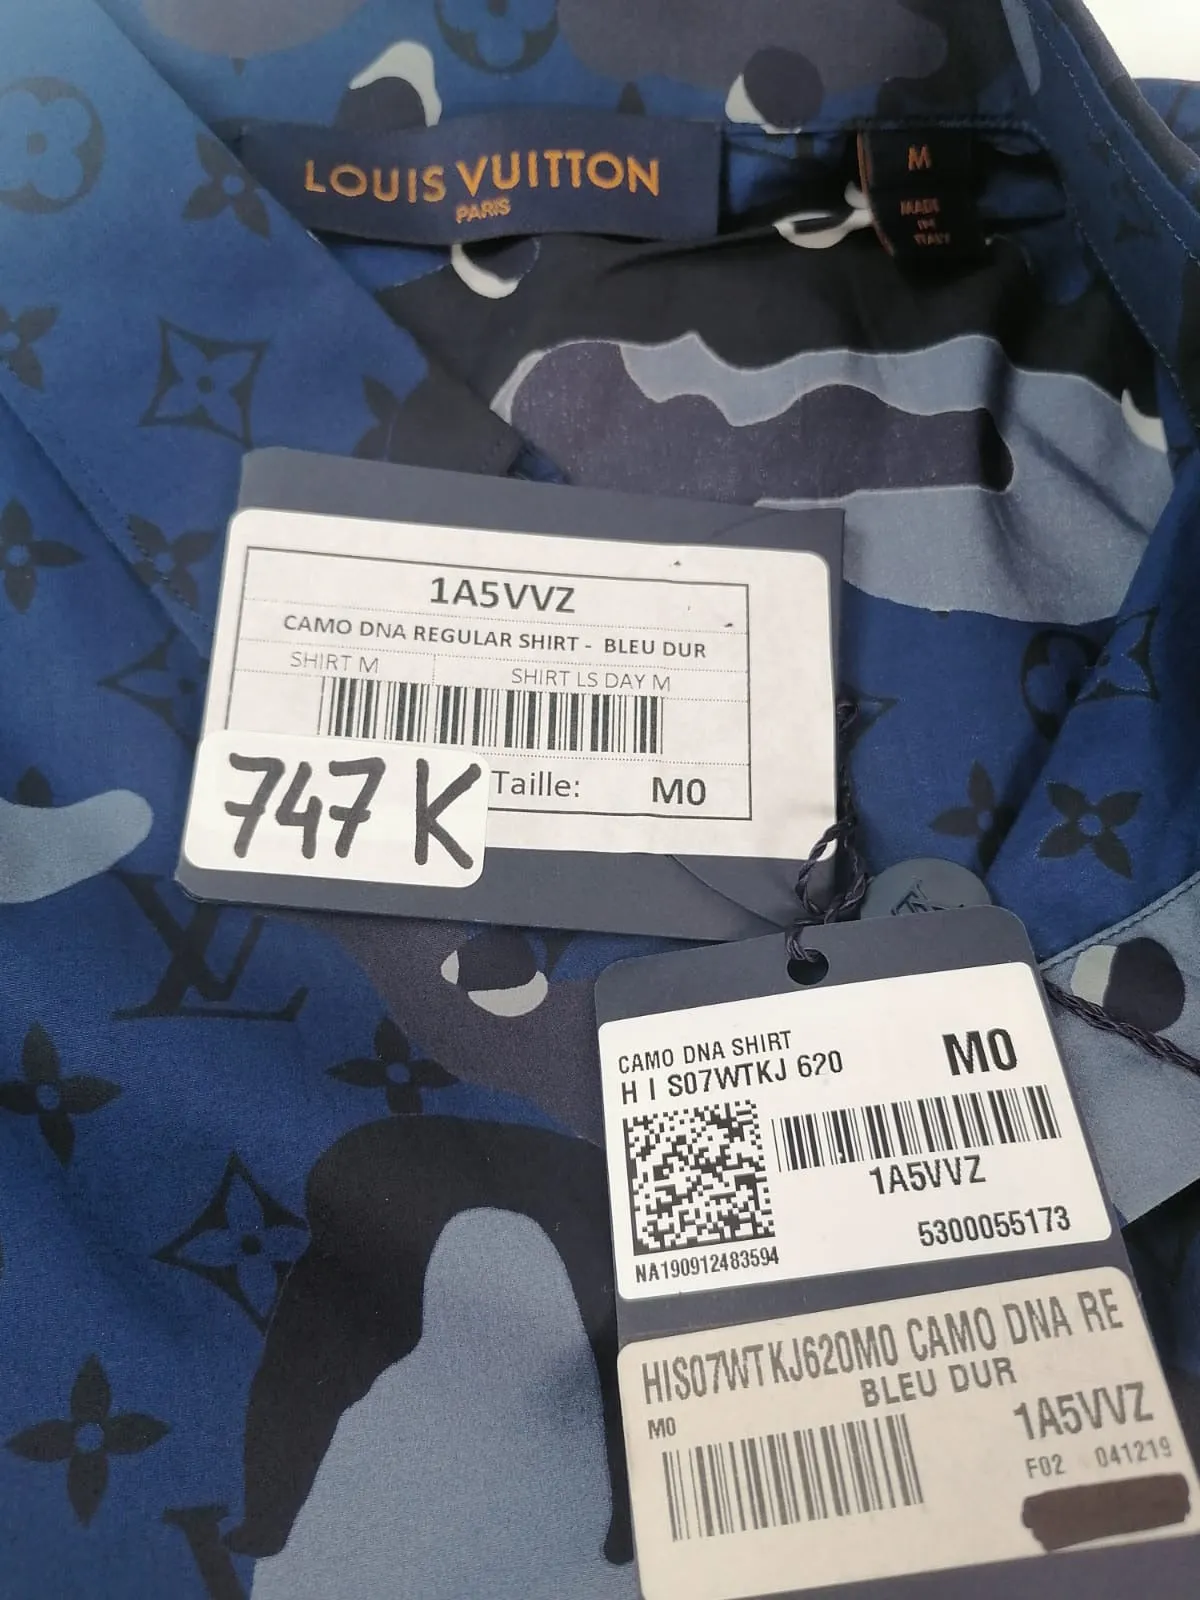 LOUIS VUITTON
PARIS
M
MADE
IN
ITALY
1A5VVZ
CAMO DNA REGULAR SHIRT - BLEU DUR
SHIRT M
SHIRT LS DAY M
747 K
Taille: M0
CAMO DNA SHIRT
H I S07WTKJ 620
M0
1A5VVZ
5300055173
NA190912483594
HIS07WTKJ620M0 CAMO DNA RE
BLEU DUR
M0
1A5VVZ
F02 041219